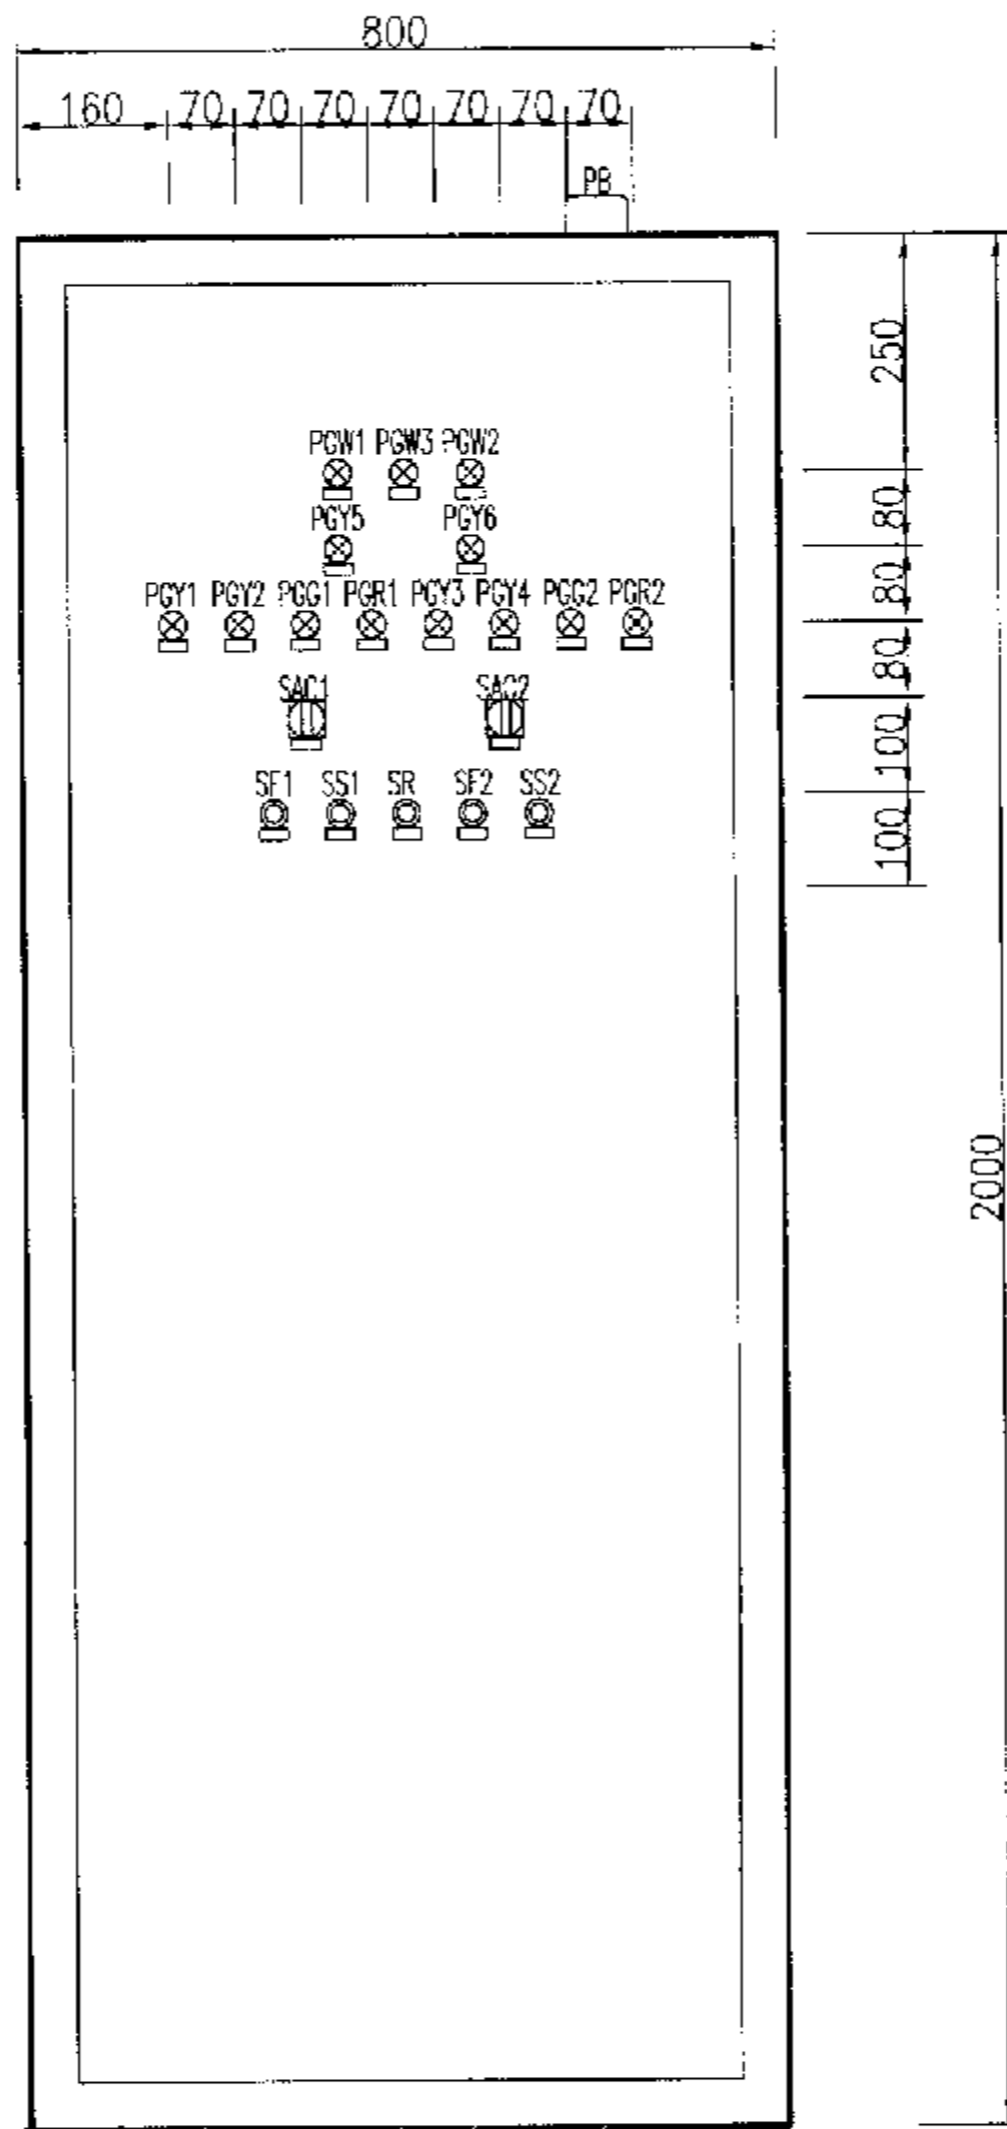 800
160 70 70 70 70 70 70 70
PB
250
PGW1 PGW3 PGW2
80
PGY5 PGY6
80
PGY1 PGY2 PGG1 PGR1 PGY3 PGY4 PGG2 PGR2
80
SAC1 SAC2
100
SF1 SS1 SR SF2 SS2
100
2000